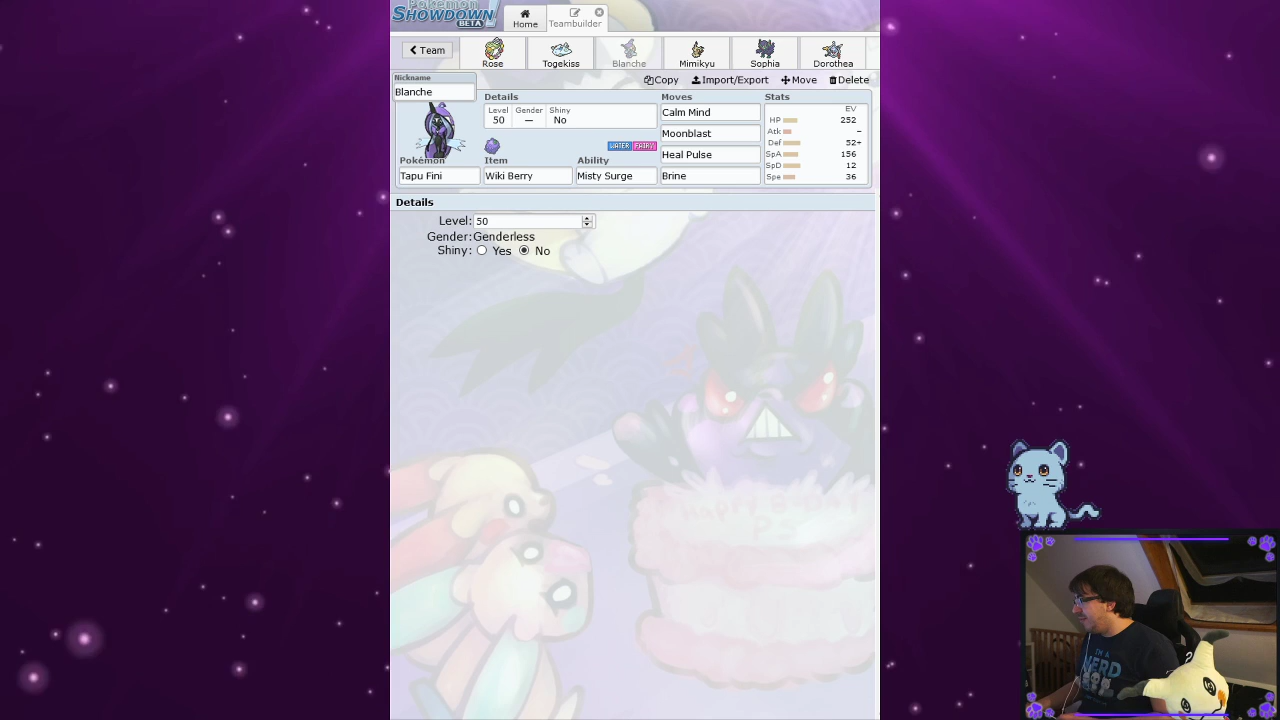 Pokémon
SHOWDOWN
BETA
Home
Teambuilder
Team
Rose
Togekiss
Blanche
Mimikyu
Sophia
Dorothea
Copy
Import/Export
Move
Delete
Nickname
Blanche
Details
Level
50
Gender
—
Shiny
No
WATER
FAIRY
Pokémon
Tapu Fini
Item
Wiki Berry
Ability
Misty Surge
Moves
Calm Mind
Moonblast
Heal Pulse
Brine
Stats
EV
HP 252
Atk –
Def 52+
SpA 156
SpD 12
Spe 36
Details
Level: 50
Gender: Genderless
Shiny: Yes No
I'M A
NERD